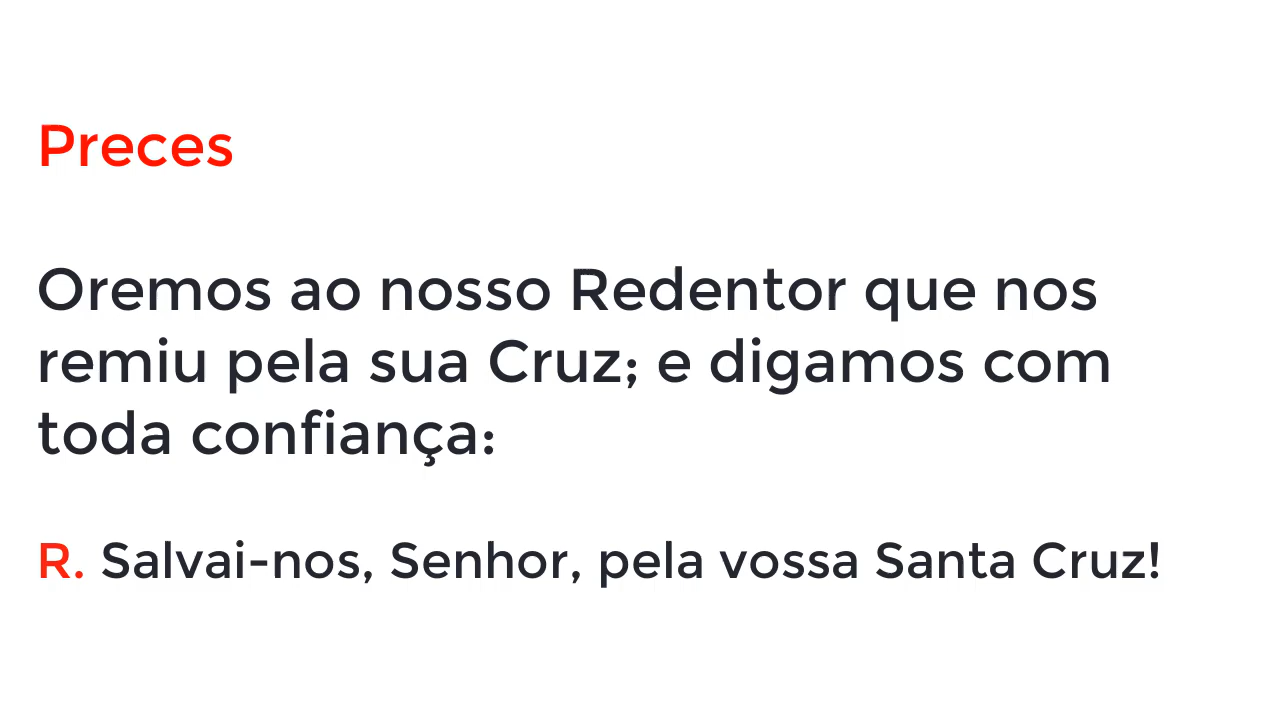 Preces
Oremos ao nosso Redentor que nos
remiu pela sua Cruz; e digamos com
toda confiança:
R. Salvai-nos, Senhor, pela vossa Santa Cruz!